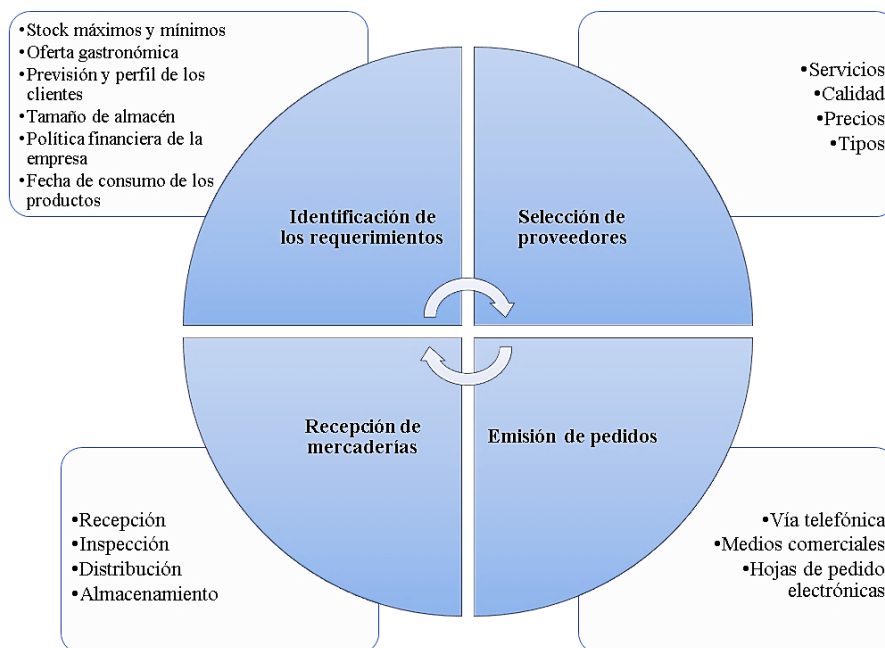 •Stock máximos y mínimos
•Oferta gastronómica
•Previsión y perfil de los
clientes
•Tamaño de almacén
•Política financiera de la
empresa
•Fecha de consumo de los
productos
•Servicios
•Calidad
•Precios
•Tipos
Identificación de
los requerimientos
Selección de
proveedores
Recepción de
mercaderías
Emisión de pedidos
•Recepción
•Inspección
•Distribución
•Almacenamiento
•Vía telefónica
•Medios comerciales
•Hojas de pedido
electrónicas